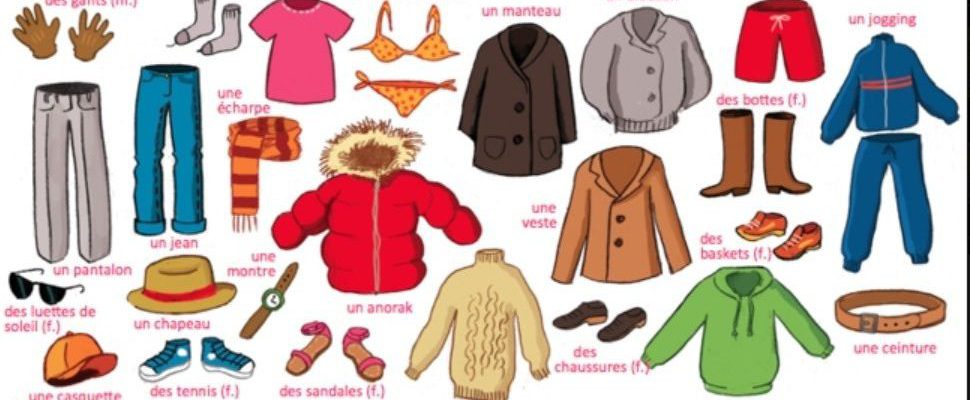 des gants (m.)
un manteau
un blouson
un jogging
une
écharpe
des bottes (f.)
une
veste
un jean
des
baskets (f.)
une
montre
un pantalon
des luettes de
soleil (f.)
un anorak
un chapeau
des
chaussures (f.)
une ceinture
une casquette
des tennis (f.)
des sandales (f.)